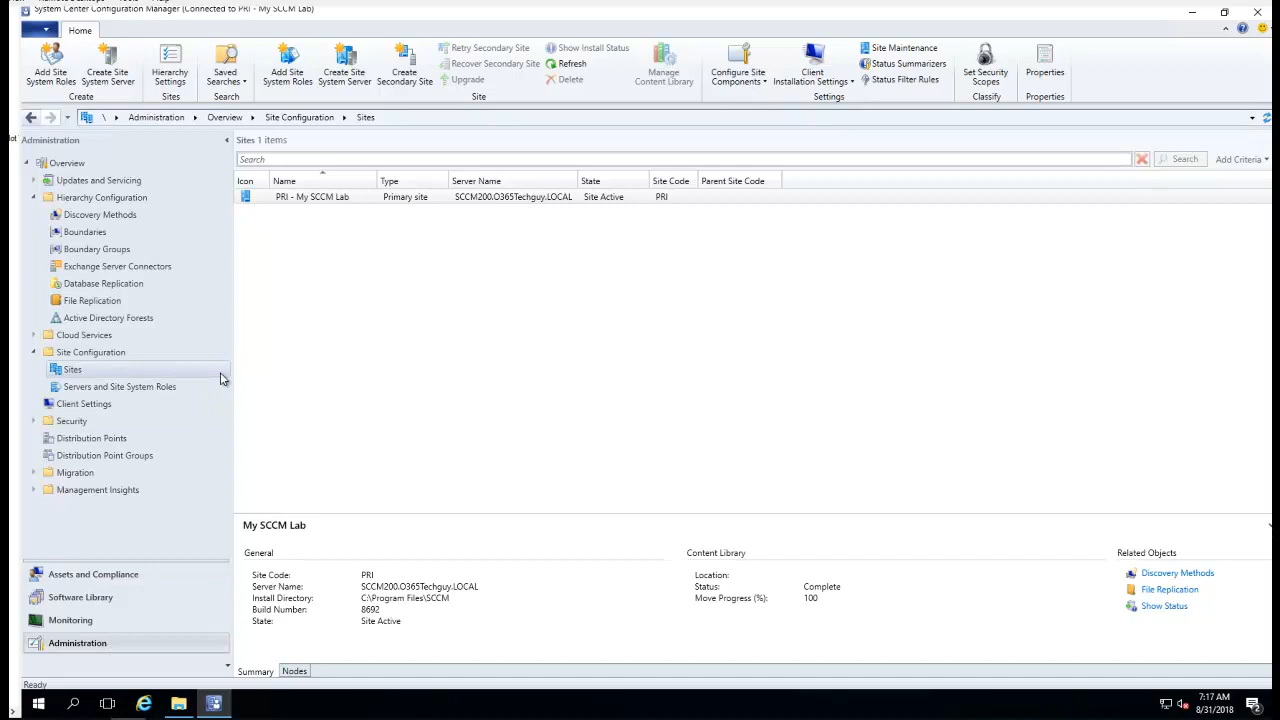 System Center Configuration Manager (Connected to PRI - My SCCM Lab)
Home
Add Site
System Roles
Create Site
System Server
Create
Hierarchy
Settings
Sites
Saved
Searches
Search
Add Site
System Roles
Create Site
System Server
Create
Secondary Site
Retry Secondary Site
Recover Secondary Site
Upgrade
Show Install Status
Refresh
Delete
Site
Manage
Content Library
Configure Site
Components
Client
Installation Settings
Site Maintenance
Status Summarizers
Status Filter Rules
Settings
Set Security
Scopes
Classify
Properties
Properties
\ Administration Overview Site Configuration Sites
Administration
Overview
Updates and Servicing
Hierarchy Configuration
Discovery Methods
Boundaries
Boundary Groups
Exchange Server Connectors
Database Replication
File Replication
Active Directory Forests
Cloud Services
Site Configuration
Sites
Servers and Site System Roles
Client Settings
Security
Distribution Points
Distribution Point Groups
Migration
Management Insights
Assets and Compliance
Software Library
Monitoring
Administration
Sites 1 items
Search Search Add Criteria
Icon Name Type Server Name State Site Code Parent Site Code
PRI - My SCCM Lab Primary site SCCM200.O365Techguy.LOCAL Site Active PRI
My SCCM Lab
General
Site Code: PRI
Server Name: SCCM200.O365Techguy.LOCAL
Install Directory: C:\Program Files\SCCM
Build Number: 8692
State: Site Active
Content Library
Location:
Status: Complete
Move Progress (%): 100
Related Objects
Discovery Methods
File Replication
Show Status
Summary Nodes
Ready
7:17 AM
8/31/2018
2